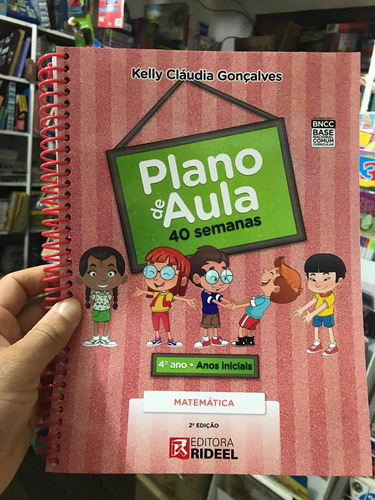 Kelly Cláudia Gonçalves
BNCC
BASE
NACIONAL
COMUM
CURRICULAR
Plano
de
Aula
40 semanas
4º ano • Anos iniciais
MATEMÁTICA
2ª EDIÇÃO
EDITORA
RIDEEL